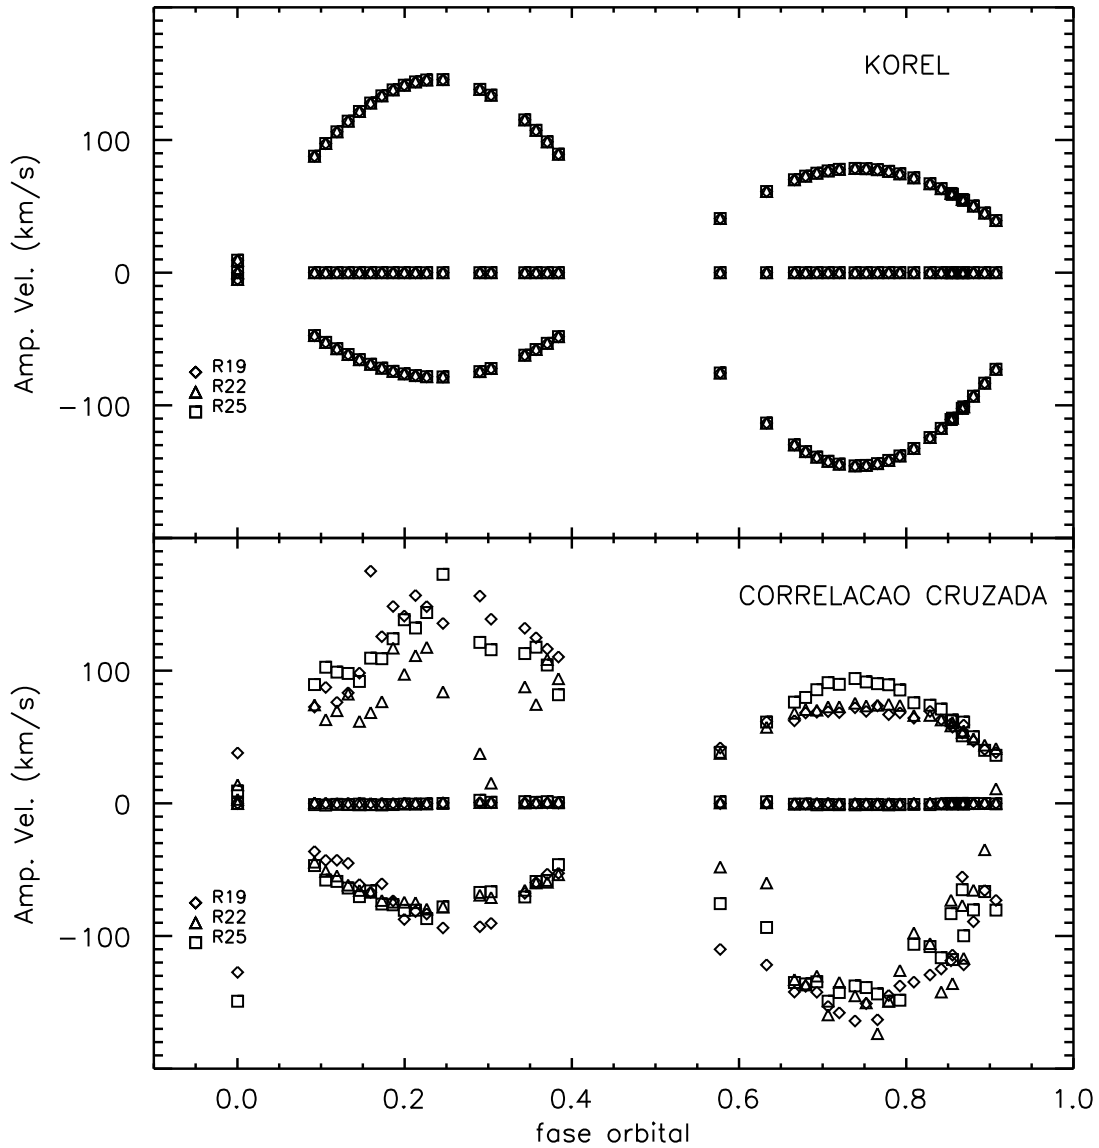 KOREL
100
0
−100
Amp. Vel. (km/s)
R19
R22
R25
CORRELACAO CRUZADA
100
0
−100
Amp. Vel. (km/s)
R19
R22
R25
0.0 0.2 0.4 0.6 0.8 1.0
fase orbital